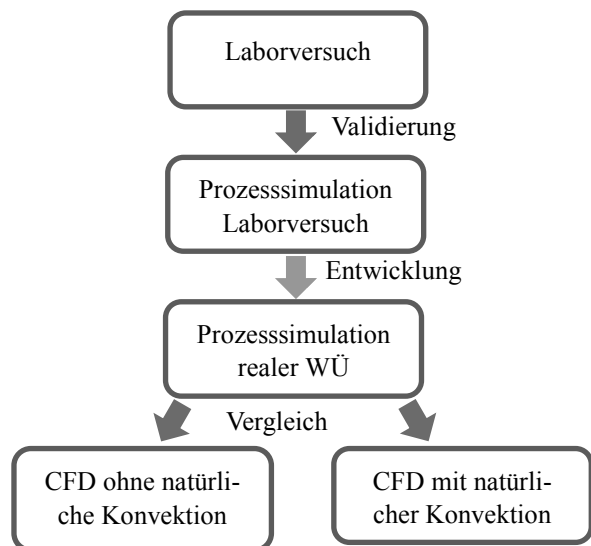 Laborversuch
Validierung
Prozesssimulation
Laborversuch
Entwicklung
Prozesssimulation
realer WÜ
Vergleich
CFD ohne natürli-
che Konvektion
CFD mit natürli-
cher Konvektion